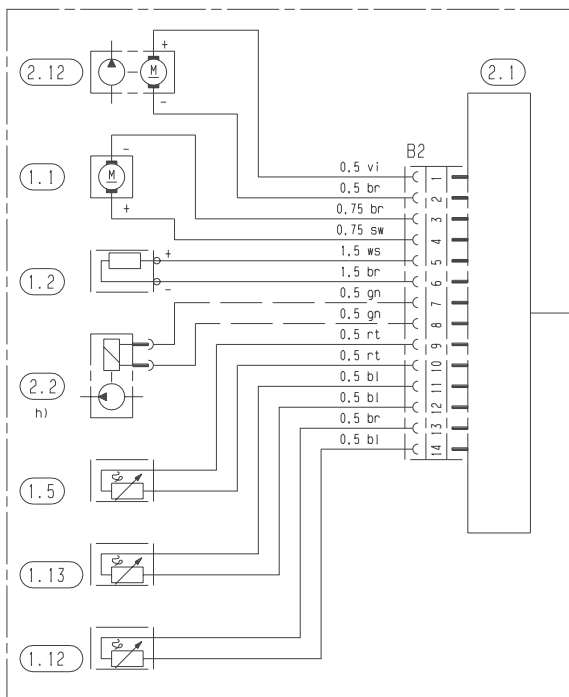 2.12
+
M
−
2.1
B2
1.1
−
M
+
0.5 vi 1
0.5 br 2
0.75 br 3
0.75 sw 4
1.5 ws 5
1.5 br 6
0.5 gn 7
0.5 gn 8
0.5 rt 9
0.5 rt 10
0.5 bl 11
0.5 bl 12
0.5 br 13
0.5 bl 14
1.2
+
−
2.2
h)
1.5
1.13
1.12